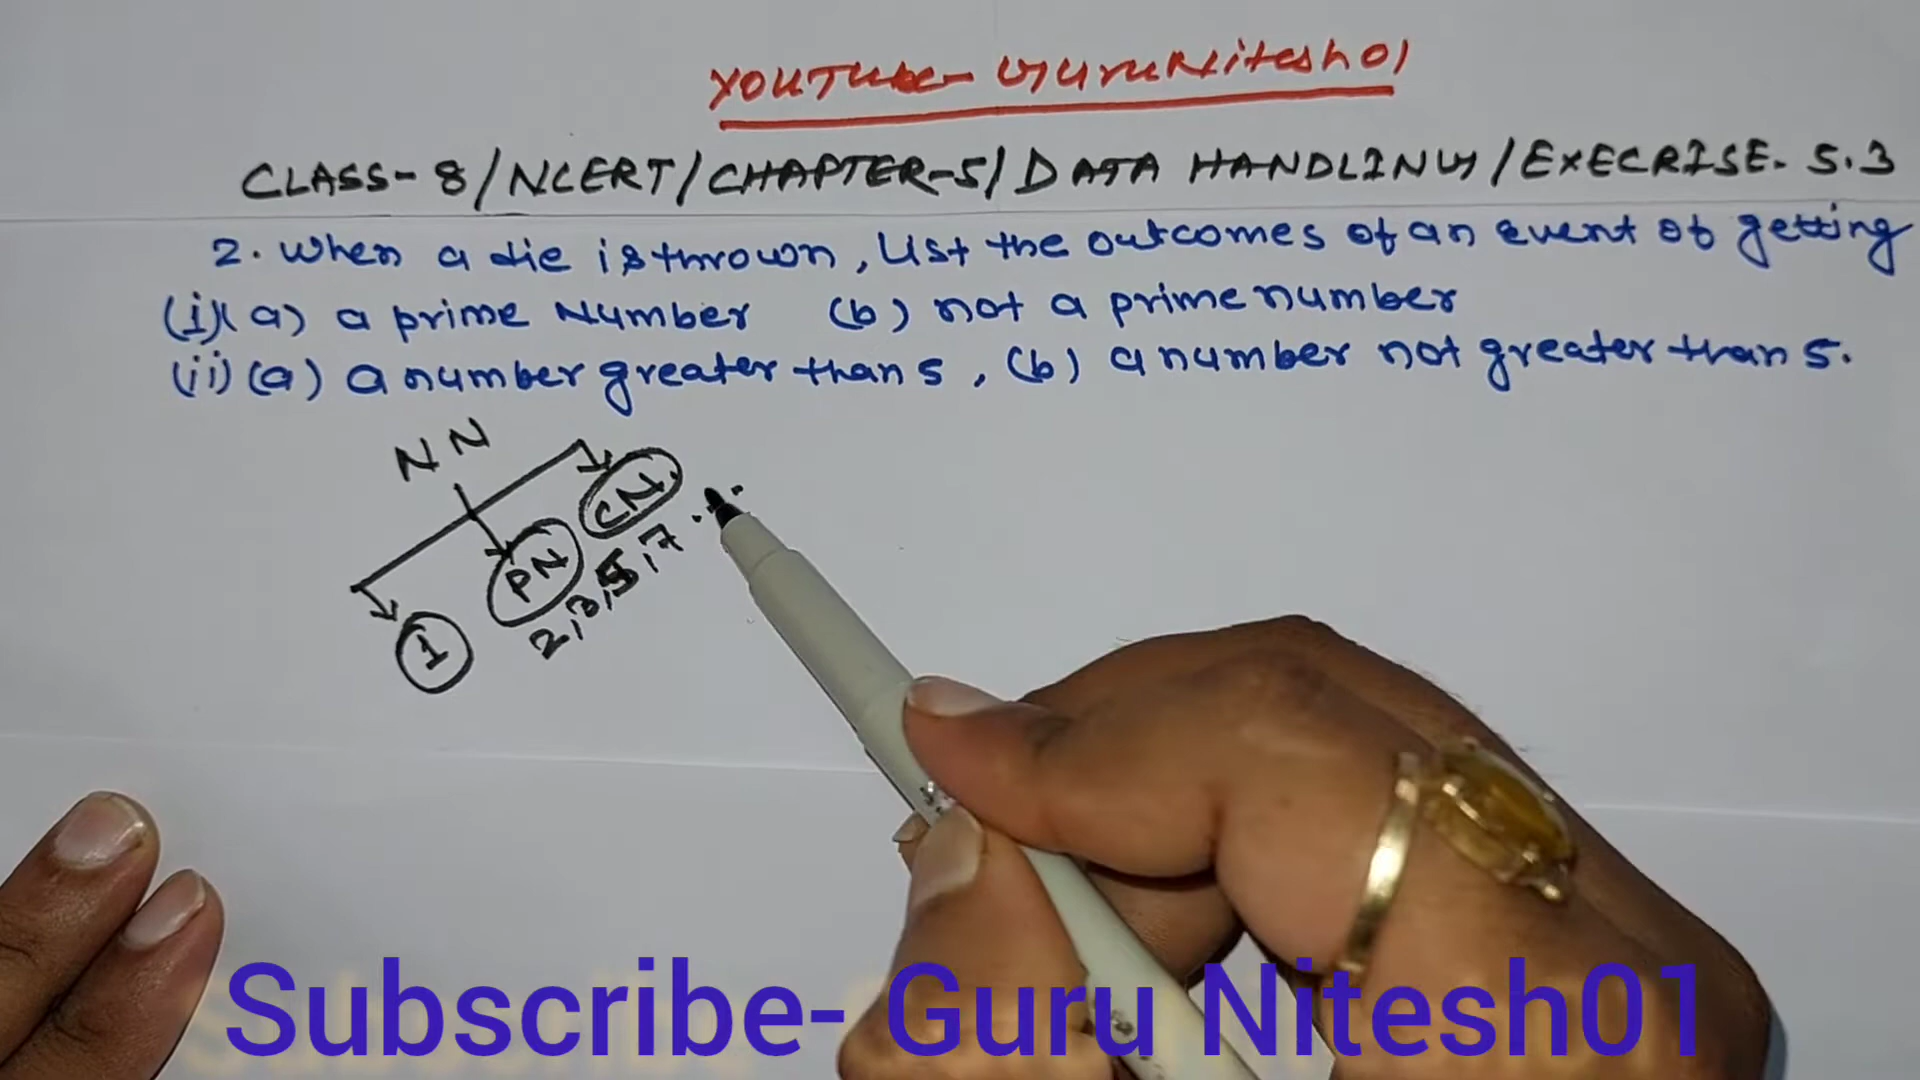 YOUTube- GuruNitesh01
CLASS-8/NCERT/CHAPTER-5/DATA HANDLING/EXECRISE-5.3
2. When a die is thrown, List the outcomes of an event of getting
(i)(a) a prime Number (b) not a prime number
(ii)(a) a number greater than 5, (b) a number not greater than 5.
NN
CN
PN
2,3,5,7...
1
Subscribe- Guru Nitesh01